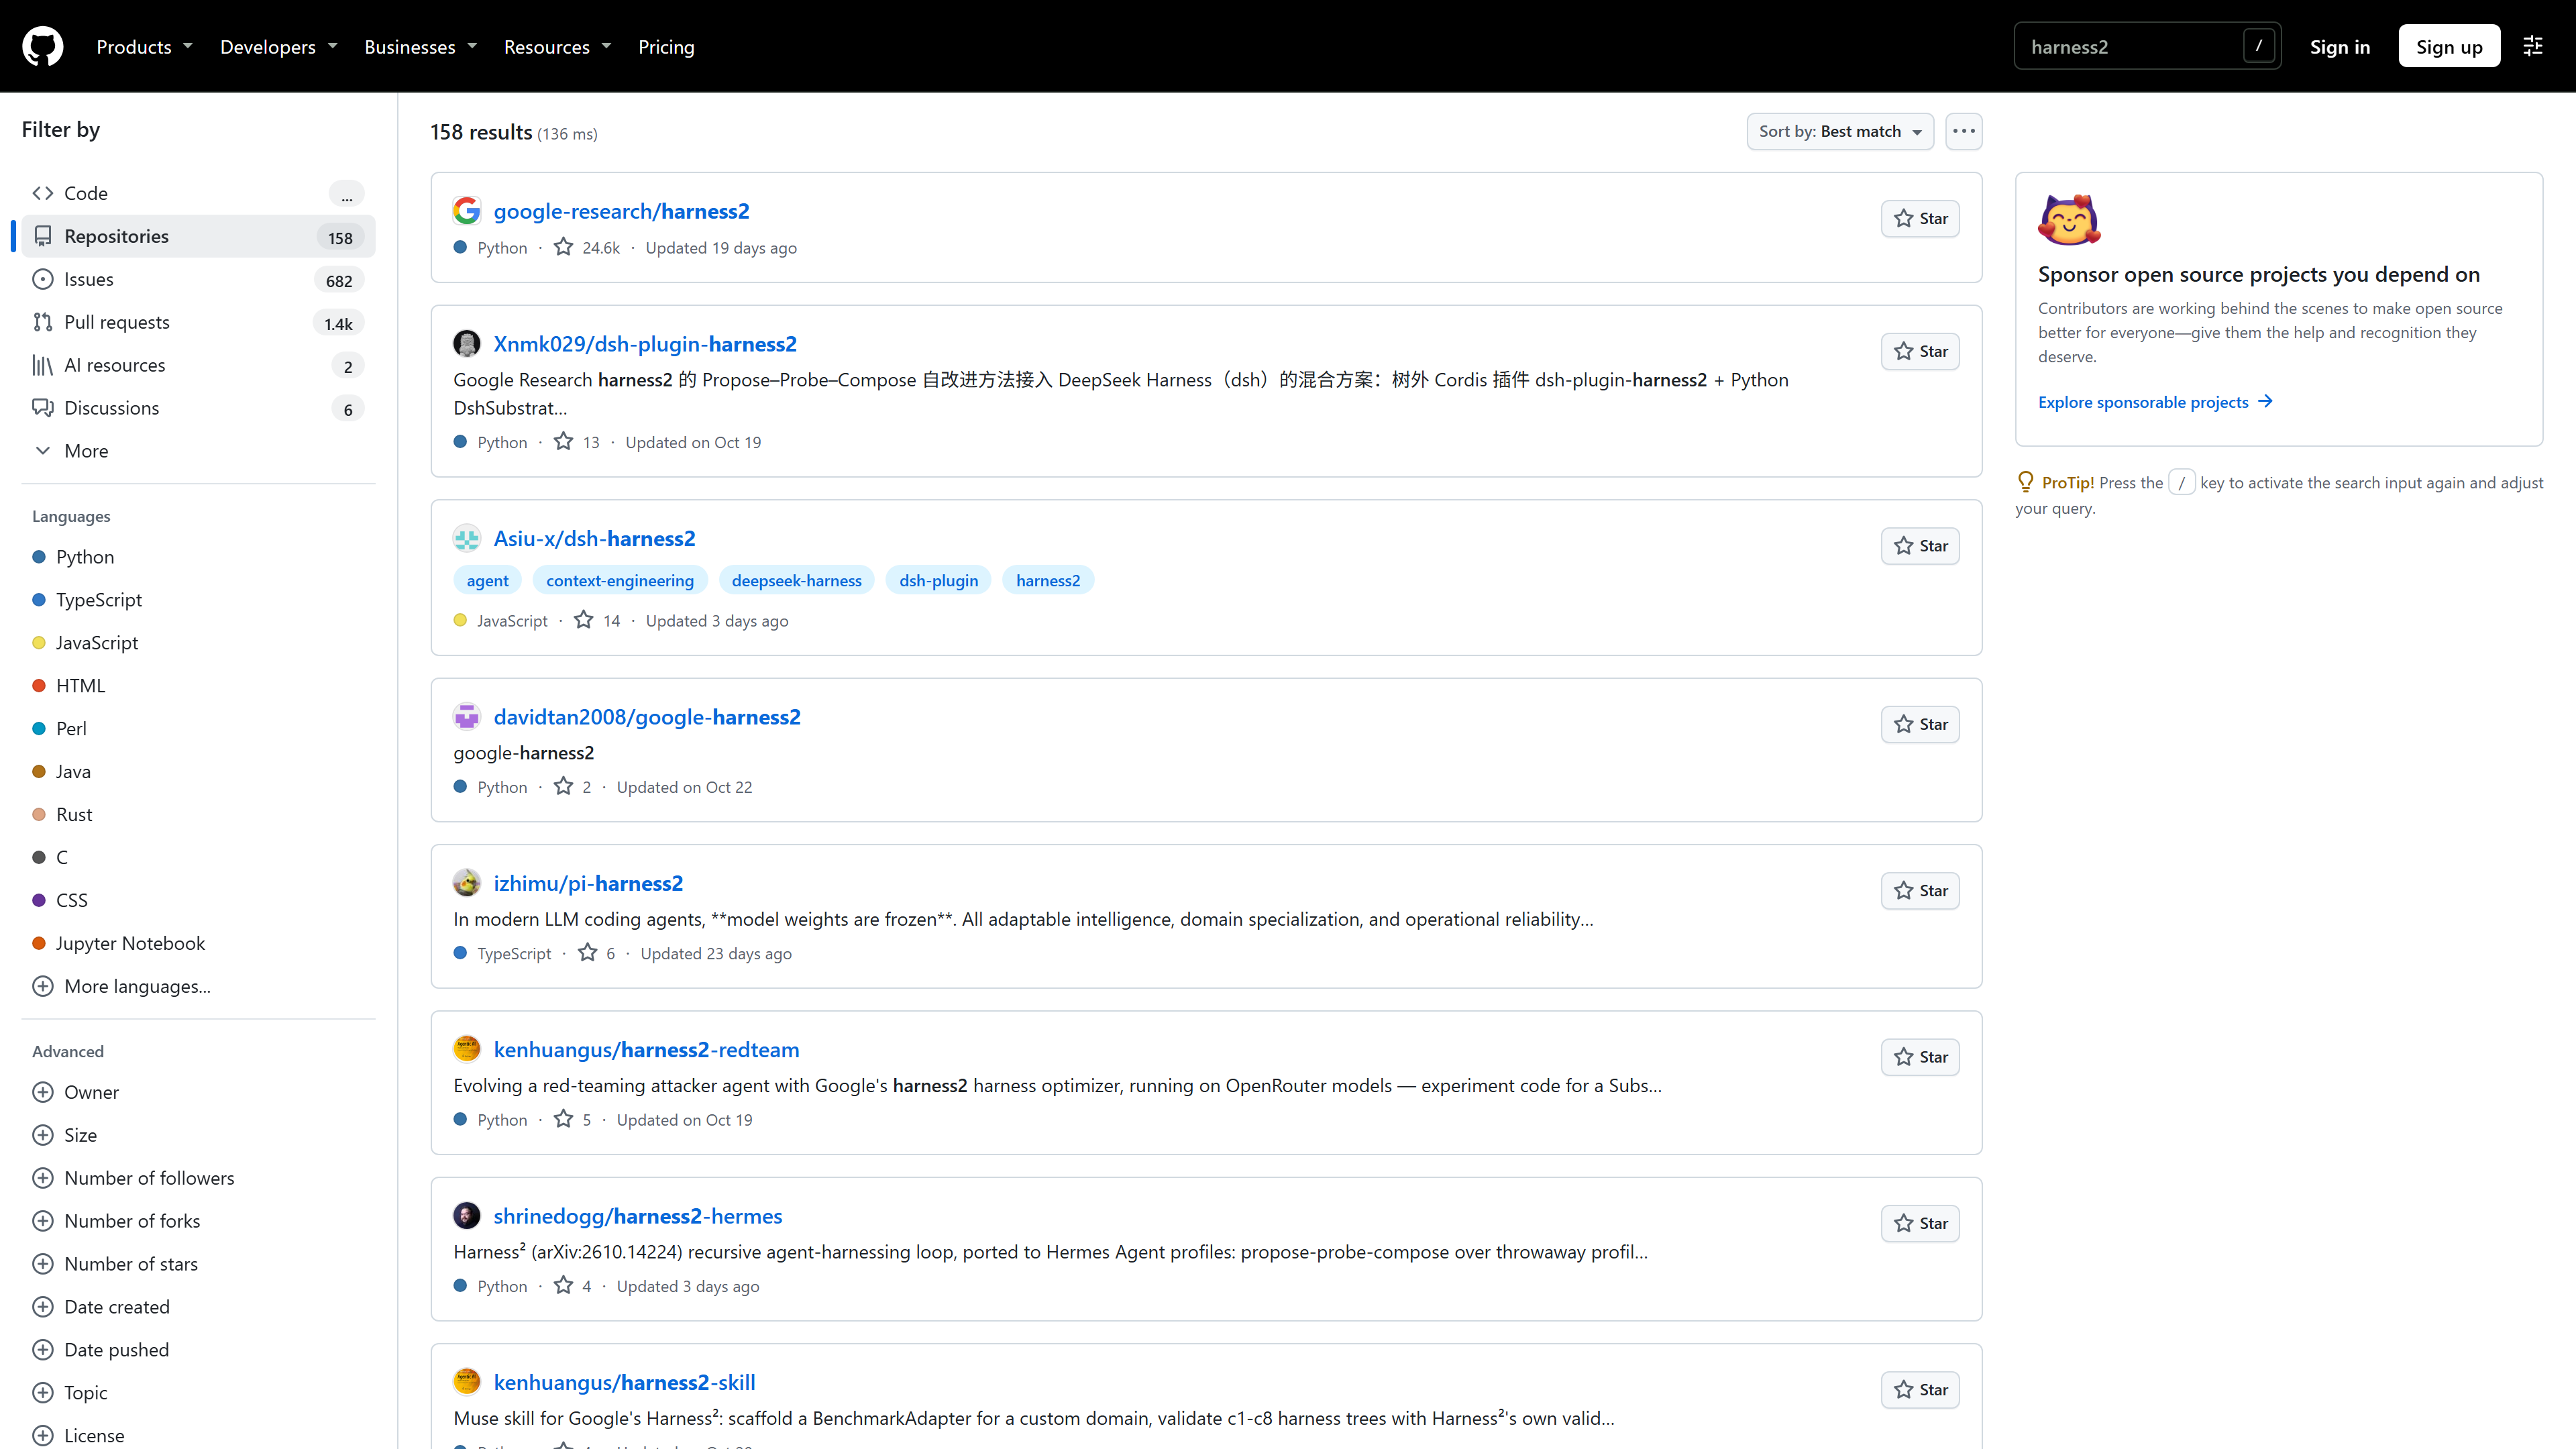 Products
Developers
Businesses
Resources
Pricing
harness2
/
Sign in
Sign up
Filter by
Code
...
Repositories
158
Issues
682
Pull requests
1.4k
AI resources
2
Discussions
6
More
Languages
Python
TypeScript
JavaScript
HTML
Perl
Java
Rust
C
CSS
Jupyter Notebook
More languages...
Advanced
Owner
Size
Number of followers
Number of forks
Number of stars
Date created
Date pushed
Topic
License
158 results (136 ms)
Sort by: Best match
google-research/harness2
Star
Python · 24.6k · Updated 19 days ago
Xnmk029/dsh-plugin-harness2
Star
Google Research harness2 的 Propose–Probe–Compose 自改进方法接入 DeepSeek Harness（dsh）的混合方案：树外 Cordis 插件 dsh-plugin-harness2 + Python
DshSubstrat...
Python · 13 · Updated on Oct 19
Asiu-x/dsh-harness2
Star
agent context-engineering deepseek-harness dsh-plugin harness2
JavaScript · 14 · Updated 3 days ago
davidtan2008/google-harness2
Star
google-harness2
Python · 2 · Updated on Oct 22
izhimu/pi-harness2
Star
In modern LLM coding agents, **model weights are frozen**. All adaptable intelligence, domain specialization, and operational reliability...
TypeScript · 6 · Updated 23 days ago
kenhuangus/harness2-redteam
Star
Evolving a red-teaming attacker agent with Google's harness2 harness optimizer, running on OpenRouter models — experiment code for a Subs...
Python · 5 · Updated on Oct 19
shrinedogg/harness2-hermes
Star
Harness² (arXiv:2610.14224) recursive agent-harnessing loop, ported to Hermes Agent profiles: propose-probe-compose over throwaway profil...
Python · 4 · Updated 3 days ago
kenhuangus/harness2-skill
Star
Muse skill for Google's Harness²: scaffold a BenchmarkAdapter for a custom domain, validate c1-c8 harness trees with Harness²'s own valid...
Sponsor open source projects you depend on
Contributors are working behind the scenes to make open source
better for everyone—give them the help and recognition they
deserve.
Explore sponsorable projects
ProTip! Press the / key to activate the search input again and adjust
your query.